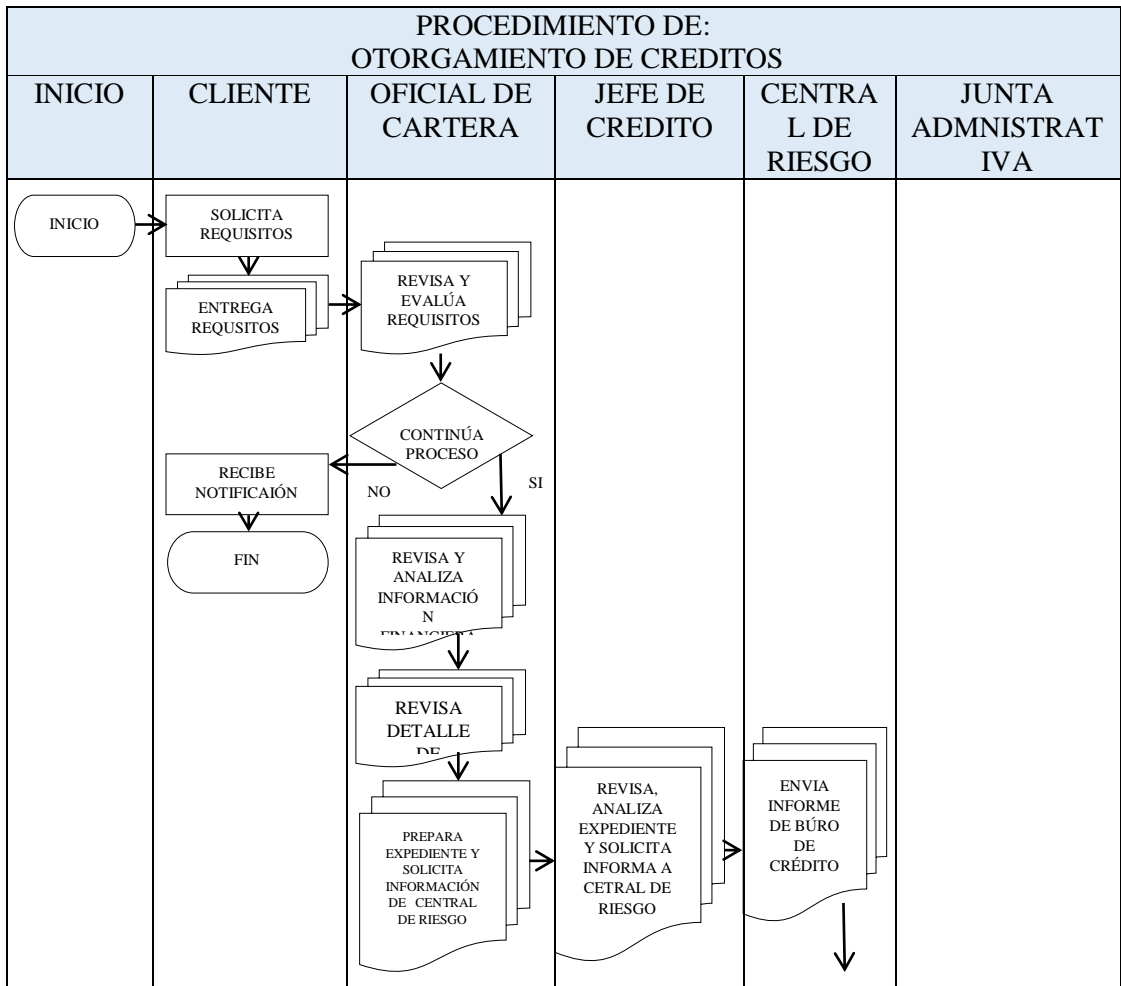 PROCEDIMIENTO DE:
OTORGAMIENTO DE CREDITOS
INICIO
CLIENTE
OFICIAL DE
CARTERA
JEFE DE
CREDITO
CENTRA
L DE
RIESGO
JUNTA
ADMNISTRAT
IVA
INICIO
SOLICITA
REQUISITOS
ENTREGA
REQUSITOS
REVISA Y
EVALÚA
REQUISITOS
CONTINÚA
PROCESO
RECIBE
NOTIFICAIÓN
NO
SI
FIN
REVISA Y
ANALIZA
INFORMACIÓ
N
FINANCIERA
REVISA
DETALLE
DE
PREPARA
EXPEDIENTE Y
SOLICITA
INFORMACIÓN
DE CENTRAL
DE RIESGO
REVISA,
ANALIZA
EXPEDIENTE
Y SOLICITA
INFORMA A
CETRAL DE
RIESGO
ENVIA
INFORME
DE BÚRO
DE
CRÉDITO